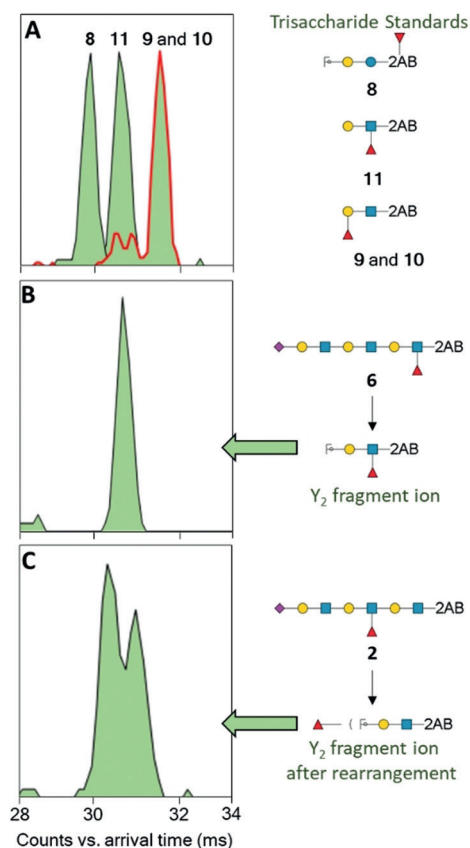 A
8 11 9 and 10
Trisaccharide Standards
2AB
8
2AB
11
2AB
9 and 10
B
2AB
6
2AB
Y₂ fragment ion
C
2AB
2
2AB
Y₂ fragment ion
after rearrangement
28 30 32 34
Counts vs. arrival time (ms)